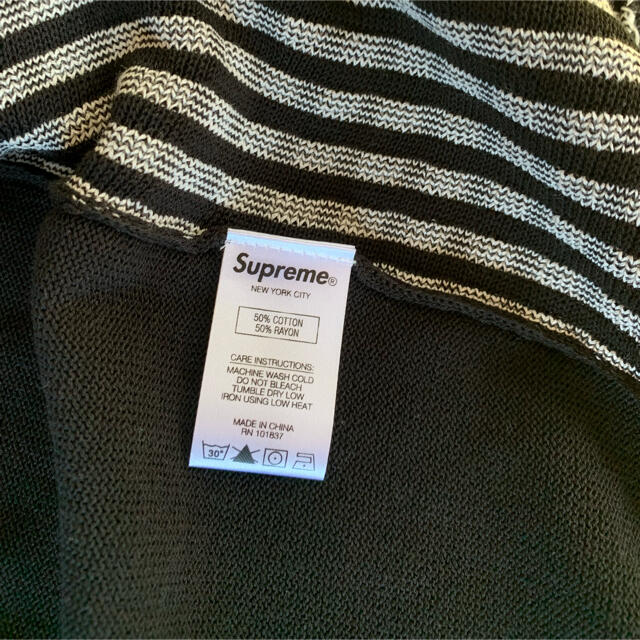 Supreme®
NEW YORK CITY
50% COTTON
50% RAYON
CARE INSTRUCTIONS:
MACHINE WASH COLD
DO NOT BLEACH
TUMBLE DRY LOW
IRON USING LOW HEAT
MADE IN CHINA
RN 101837
30°